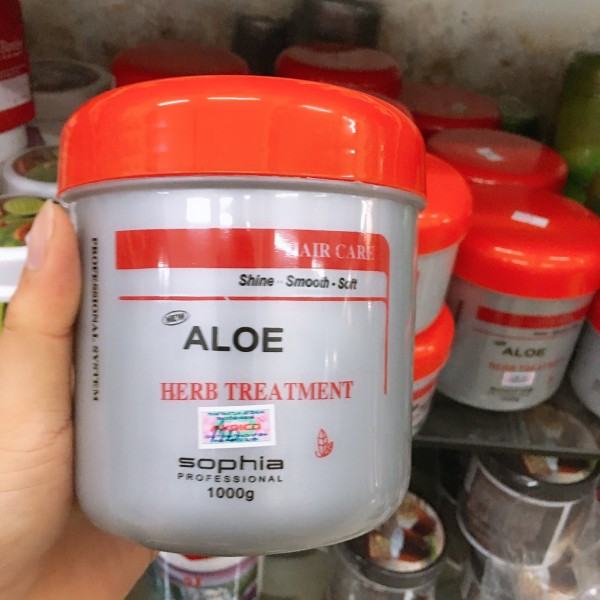 HAIR CARE
Shine - Smooth - Soft
NEW
ALOE
HERB TREATMENT
sophia
PROFESSIONAL
1000g
PROFESSIONAL SYSTEM
ALOE
HERB TREATMENT